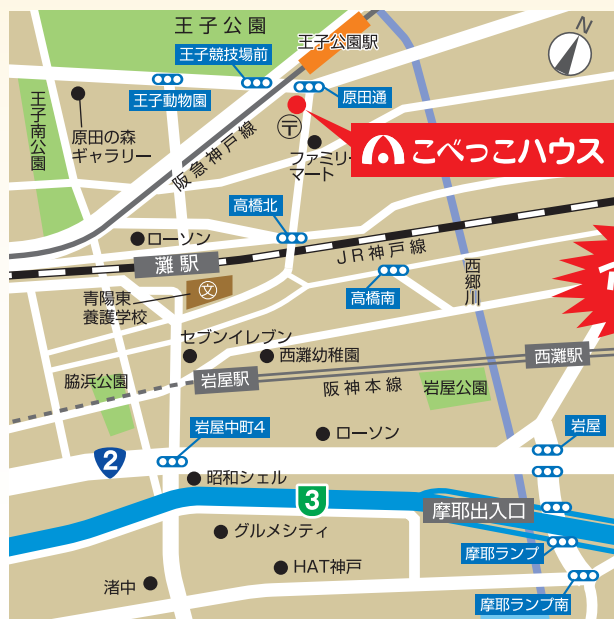 王子公園
N
王子公園駅
王子競技場前
王子動物園
原田通
王子南公園
原田の森
ギャラリー
〒
ファミリー
マート
こべっこハウス
阪急神戸線
高橋北
ローソン
JR神戸線
灘駅
西郷川
高橋南
文
青陽東
養護学校
セブンイレブン
西灘幼稚園
西灘駅
脇浜公園
岩屋駅
阪神本線
岩屋公園
岩屋中町4
ローソン
岩屋
2
昭和シェル
3
摩耶出入口
グルメシティ
摩耶ランプ
HAT神戸
渚中
摩耶ランプ南